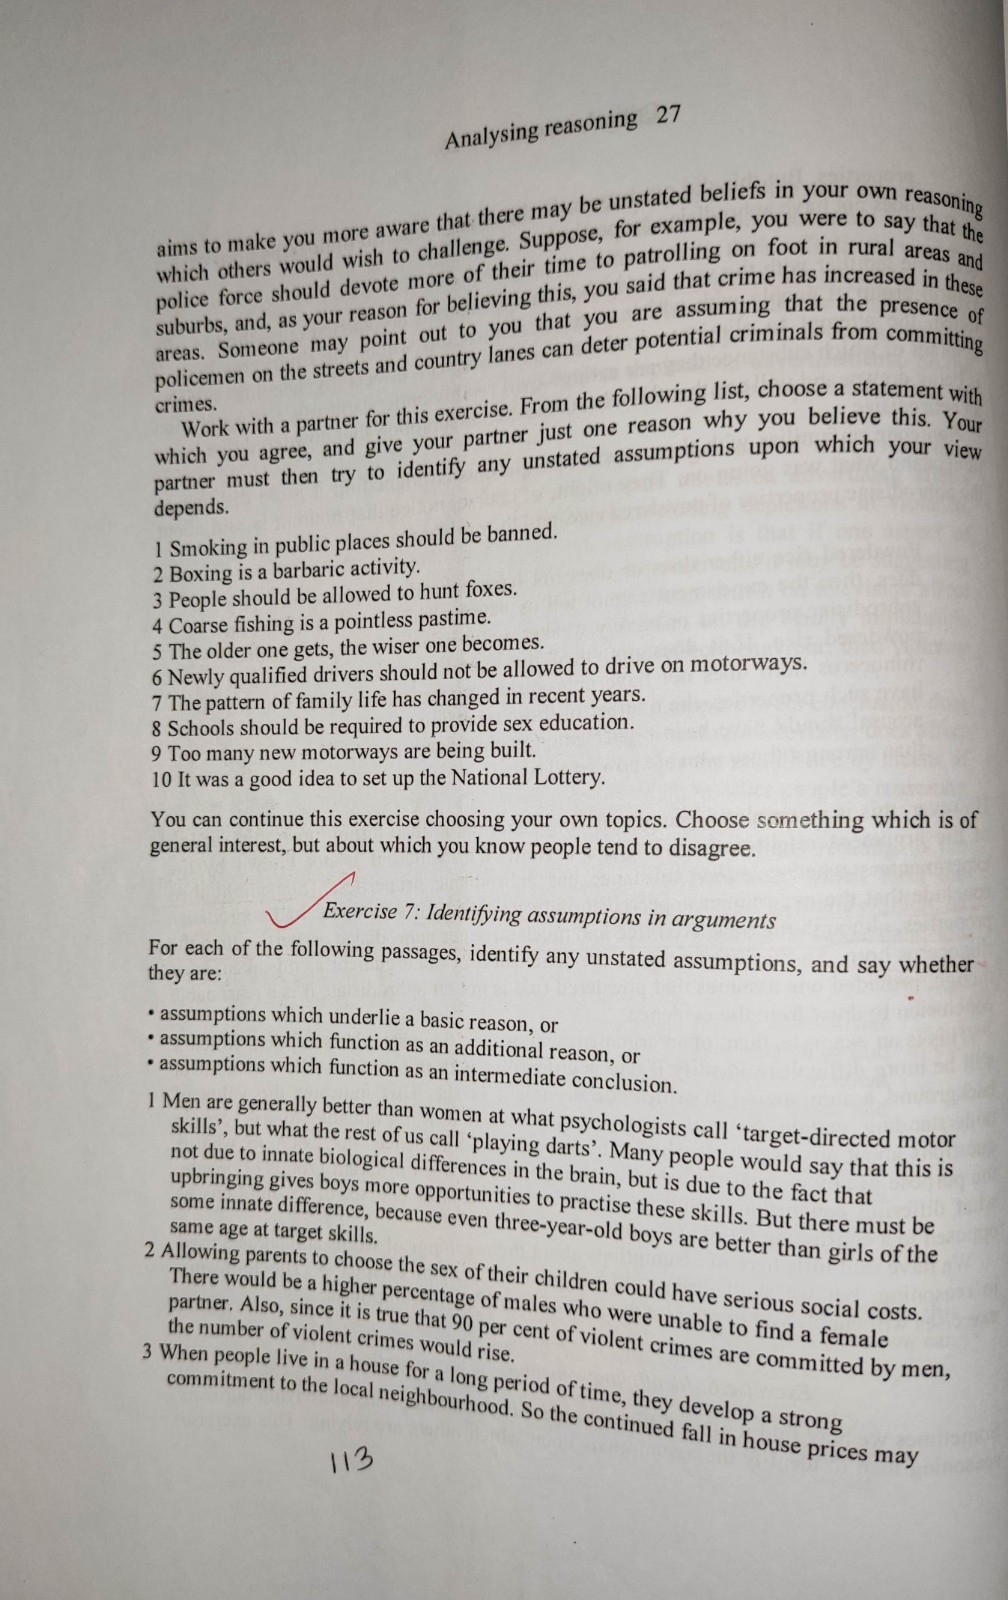 Analysing reasoning 27
aims to make you more aware that there may be unstated beliefs in your own reasoning
which others would wish to challenge. Suppose, for example, you were to say that the
police force should devote more of their time to patrolling on foot in rural areas and
suburbs, and, as your reason for believing this, you said that crime has increased in these
areas. Someone may point out to you that you are assuming that the presence of
policemen on the streets and country lanes can deter potential criminals from committing
crimes.
Work with a partner for this exercise. From the following list, choose a statement with
which you agree, and give your partner just one reason why you believe this. Your
partner must then try to identify any unstated assumptions upon which your view
depends.
1 Smoking in public places should be banned.
2 Boxing is a barbaric activity.
3 People should be allowed to hunt foxes.
4 Coarse fishing is a pointless pastime.
5 The older one gets, the wiser one becomes.
6 Newly qualified drivers should not be allowed to drive on motorways.
7 The pattern of family life has changed in recent years.
8 Schools should be required to provide sex education.
9 Too many new motorways are being built.
10 It was a good idea to set up the National Lottery.
You can continue this exercise choosing your own topics. Choose something which is of
general interest, but about which you know people tend to disagree.
Exercise 7: Identifying assumptions in arguments
For each of the following passages, identify any unstated assumptions, and say whether
they are:
• assumptions which underlie a basic reason, or
• assumptions which function as an additional reason, or
• assumptions which function as an intermediate conclusion.
1 Men are generally better than women at what psychologists call ‘target-directed motor
skills’, but what the rest of us call ‘playing darts’. Many people would say that this is
not due to innate biological differences in the brain, but is due to the fact that
upbringing gives boys more opportunities to practise these skills. But there must be
some innate difference, because even three-year-old boys are better than girls of the
same age at target skills.
2 Allowing parents to choose the sex of their children could have serious social costs.
There would be a higher percentage of males who were unable to find a female
partner. Also, since it is true that 90 per cent of violent crimes are committed by men,
the number of violent crimes would rise.
3 When people live in a house for a long period of time, they develop a strong
commitment to the local neighbourhood. So the continued fall in house prices may
113